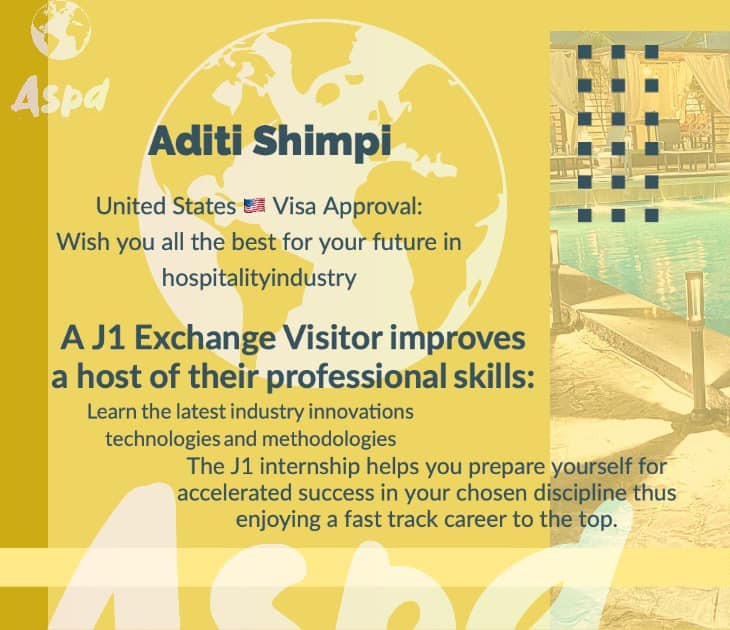 Aspd
Aditi Shimpi
United States 🇺🇸 Visa Approval:
Wish you all the best for your future in
hospitalityindustry
A J1 Exchange Visitor improves
a host of their professional skills:
Learn the latest industry innovations
technologies and methodologies
The J1 internship helps you prepare yourself for
accelerated success in your chosen discipline thus
enjoying a fast track career to the top.
Aspd